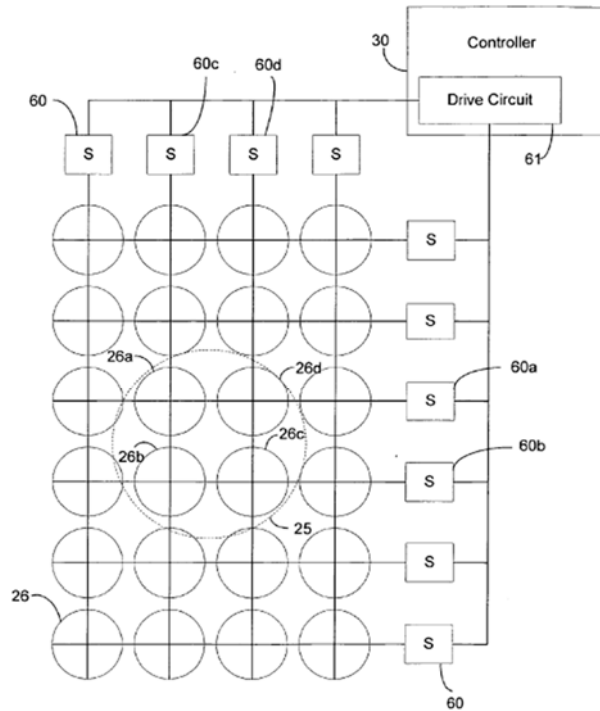 30
Controller
60c
60d
60
Drive Circuit
S
S
S
S
61
S
S
26a
26d
60a
S
26c
60b
26b
S
25
S
26
S
60